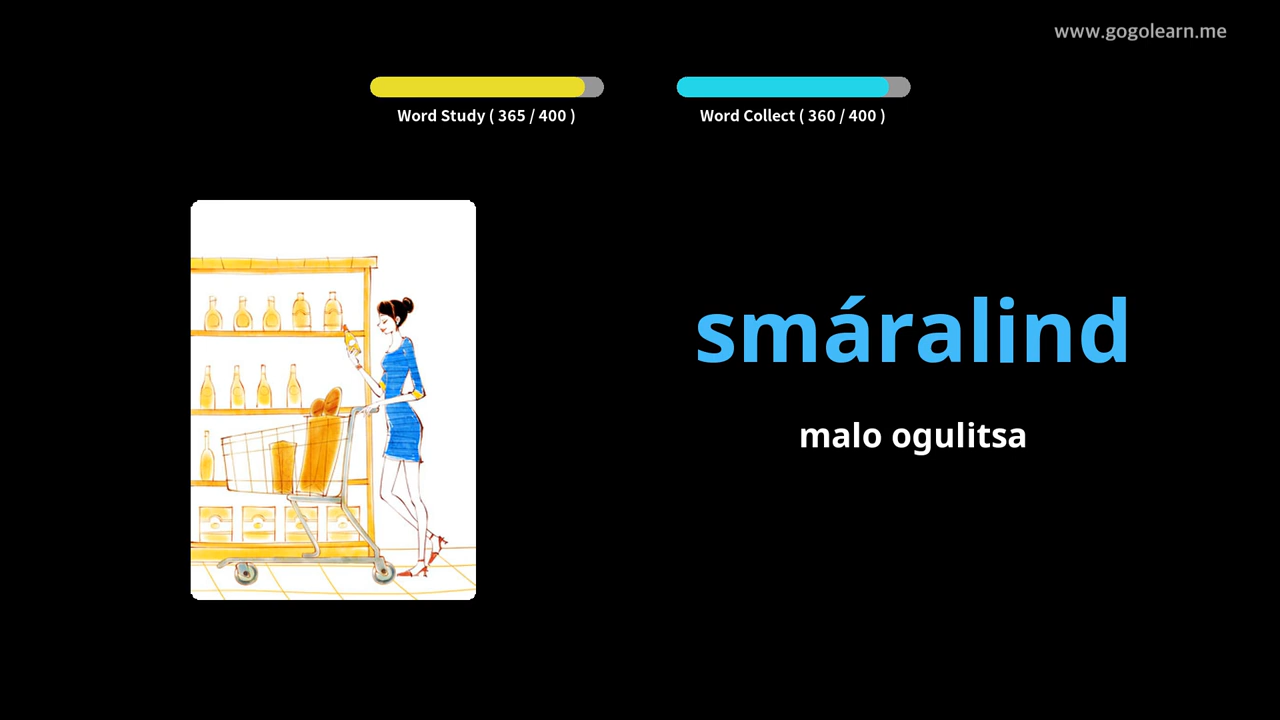 www.gogolearn.me
Word Study ( 365 / 400 )
Word Collect ( 360 / 400 )
smáralind
malo ogulitsa